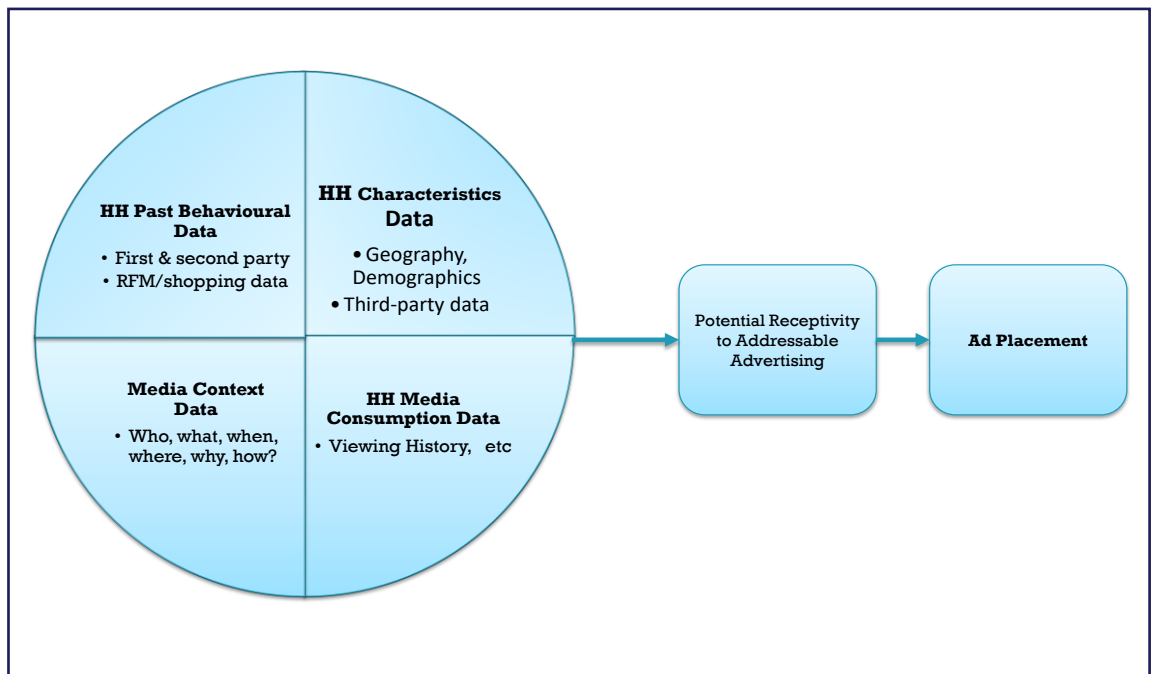 HH Past Behavioural
Data
• First & second party
• RFM/shopping data
HH Characteristics
Data
• Geography,
Demographics
• Third-party data
Media Context
Data
• Who, what, when,
where, why, how?
HH Media
Consumption Data
• Viewing History, etc
Potential Receptivity
to Addressable
Advertising
Ad Placement